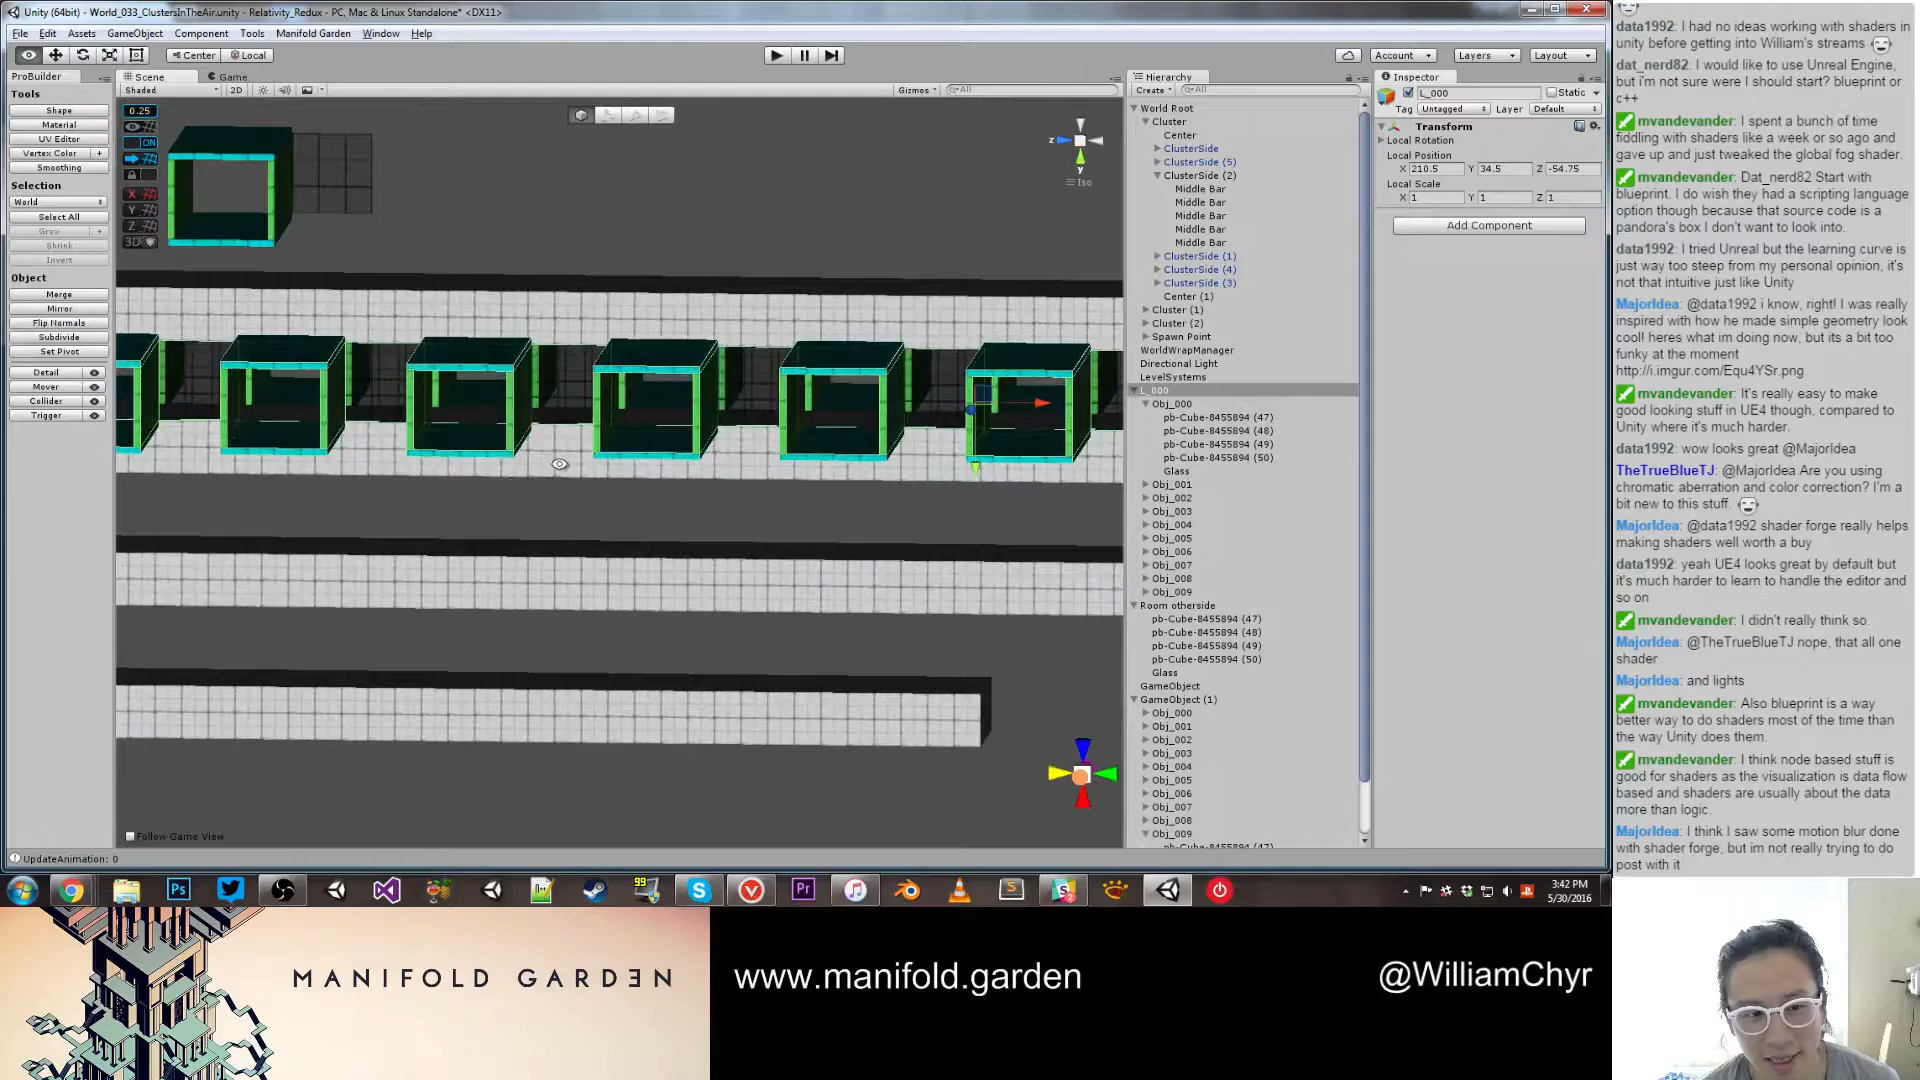 Unity (64bit) - World_033_ClustersInTheAir.unity - Relativity_Redux - PC, Mac & Linux Standalone* <DX11>
File Edit Assets GameObject Component Tools Manifold Garden Window Help
Center Local Account Layers Layout
ProBuilder
Tools
Shape
Material
UV Editor
Vertex Color +
Smoothing
Selection
World
Select All
Grow +
Shrink
Invert
Object
Merge
Mirror
Flip Normals
Subdivide
Set Pivot
Detail
Mover
Collider
Trigger
Scene Game
Shaded 2D Gizmos All
0.25
ON
X
Y
Z
3D
z
y
Iso
Follow Game View
Hierarchy
Create All
World Root
Cluster
Center
ClusterSide
ClusterSide (5)
ClusterSide (2)
Middle Bar
Middle Bar
Middle Bar
Middle Bar
Middle Bar
ClusterSide (1)
ClusterSide (4)
ClusterSide (3)
Center (1)
Cluster (1)
Cluster (2)
Spawn Point
WorldWrapManager
Directional Light
LevelSystems
L_000
Obj_000
pb-Cube-8455894 (47)
pb-Cube-8455894 (48)
pb-Cube-8455894 (49)
pb-Cube-8455894 (50)
Glass
Obj_001
Obj_002
Obj_003
Obj_004
Obj_005
Obj_006
Obj_007
Obj_008
Obj_009
Room otherside
pb-Cube-8455894 (47)
pb-Cube-8455894 (48)
pb-Cube-8455894 (49)
pb-Cube-8455894 (50)
Glass
GameObject
GameObject (1)
Obj_000
Obj_001
Obj_002
Obj_003
Obj_004
Obj_005
Obj_006
Obj_007
Obj_008
Obj_009
pb-Cube-8455894 (47)
Inspector
L_000 Static
Tag Untagged Layer Default
Transform
Local Rotation
Local Position
X 210.5 Y 34.5 Z -54.75
Local Scale
X 1 Y 1 Z 1
Add Component
UpdateAnimation: 0
data1992: I had no ideas working with shaders in
unity before getting into William's streams
dat_nerd82: I would like to use Unreal Engine,
but i'm not sure were I should start? blueprint or
c++
mvandevander: I spent a bunch of time
fiddling with shaders like a week or so ago and
gave up and just tweaked the global fog shader.
mvandevander: Dat_nerd82 Start with
blueprint. I do wish they had a scripting language
option though because that source code is a
pandora's box I don't want to look into.
data1992: I tried Unreal but the learning curve is
just way too steep from my personal opinion, it's
not that intuitive just like Unity
MajorIdea: @data1992 i know, right! I was really
inspired with how he made simple geometry look
cool! heres what im doing now, but its a bit too
funky at the moment
http://i.imgur.com/Equ4YSr.png
mvandevander: It's really easy to make
good looking stuff in UE4 though, compared to
Unity where it's much harder.
data1992: wow looks great @MajorIdea
TheTrueBlueTJ: @MajorIdea Are you using
chromatic aberration and color correction? I'm a
bit new to this stuff.
MajorIdea: @data1992 shader forge really helps
making shaders well worth a buy
data1992: yeah UE4 looks great by default but
it's much harder to learn to handle the editor and
so on
mvandevander: I didn't really think so.
MajorIdea: @TheTrueBlueTJ nope, that all one
shader
MajorIdea: and lights
mvandevander: Also blueprint is a way
better way to do shaders most of the time than
the way Unity does them.
mvandevander: I think node based stuff is
good for shaders as the visualization is data flow
based and shaders are usually about the data
more than logic.
MajorIdea: I think I saw some motion blur done
with shader forge, but im not really trying to do
post with it
Ps
99
Pr
S
3:42 PM
5/30/2016
MANIFOLD GARDƎN
www.manifold.garden
@WilliamChyr